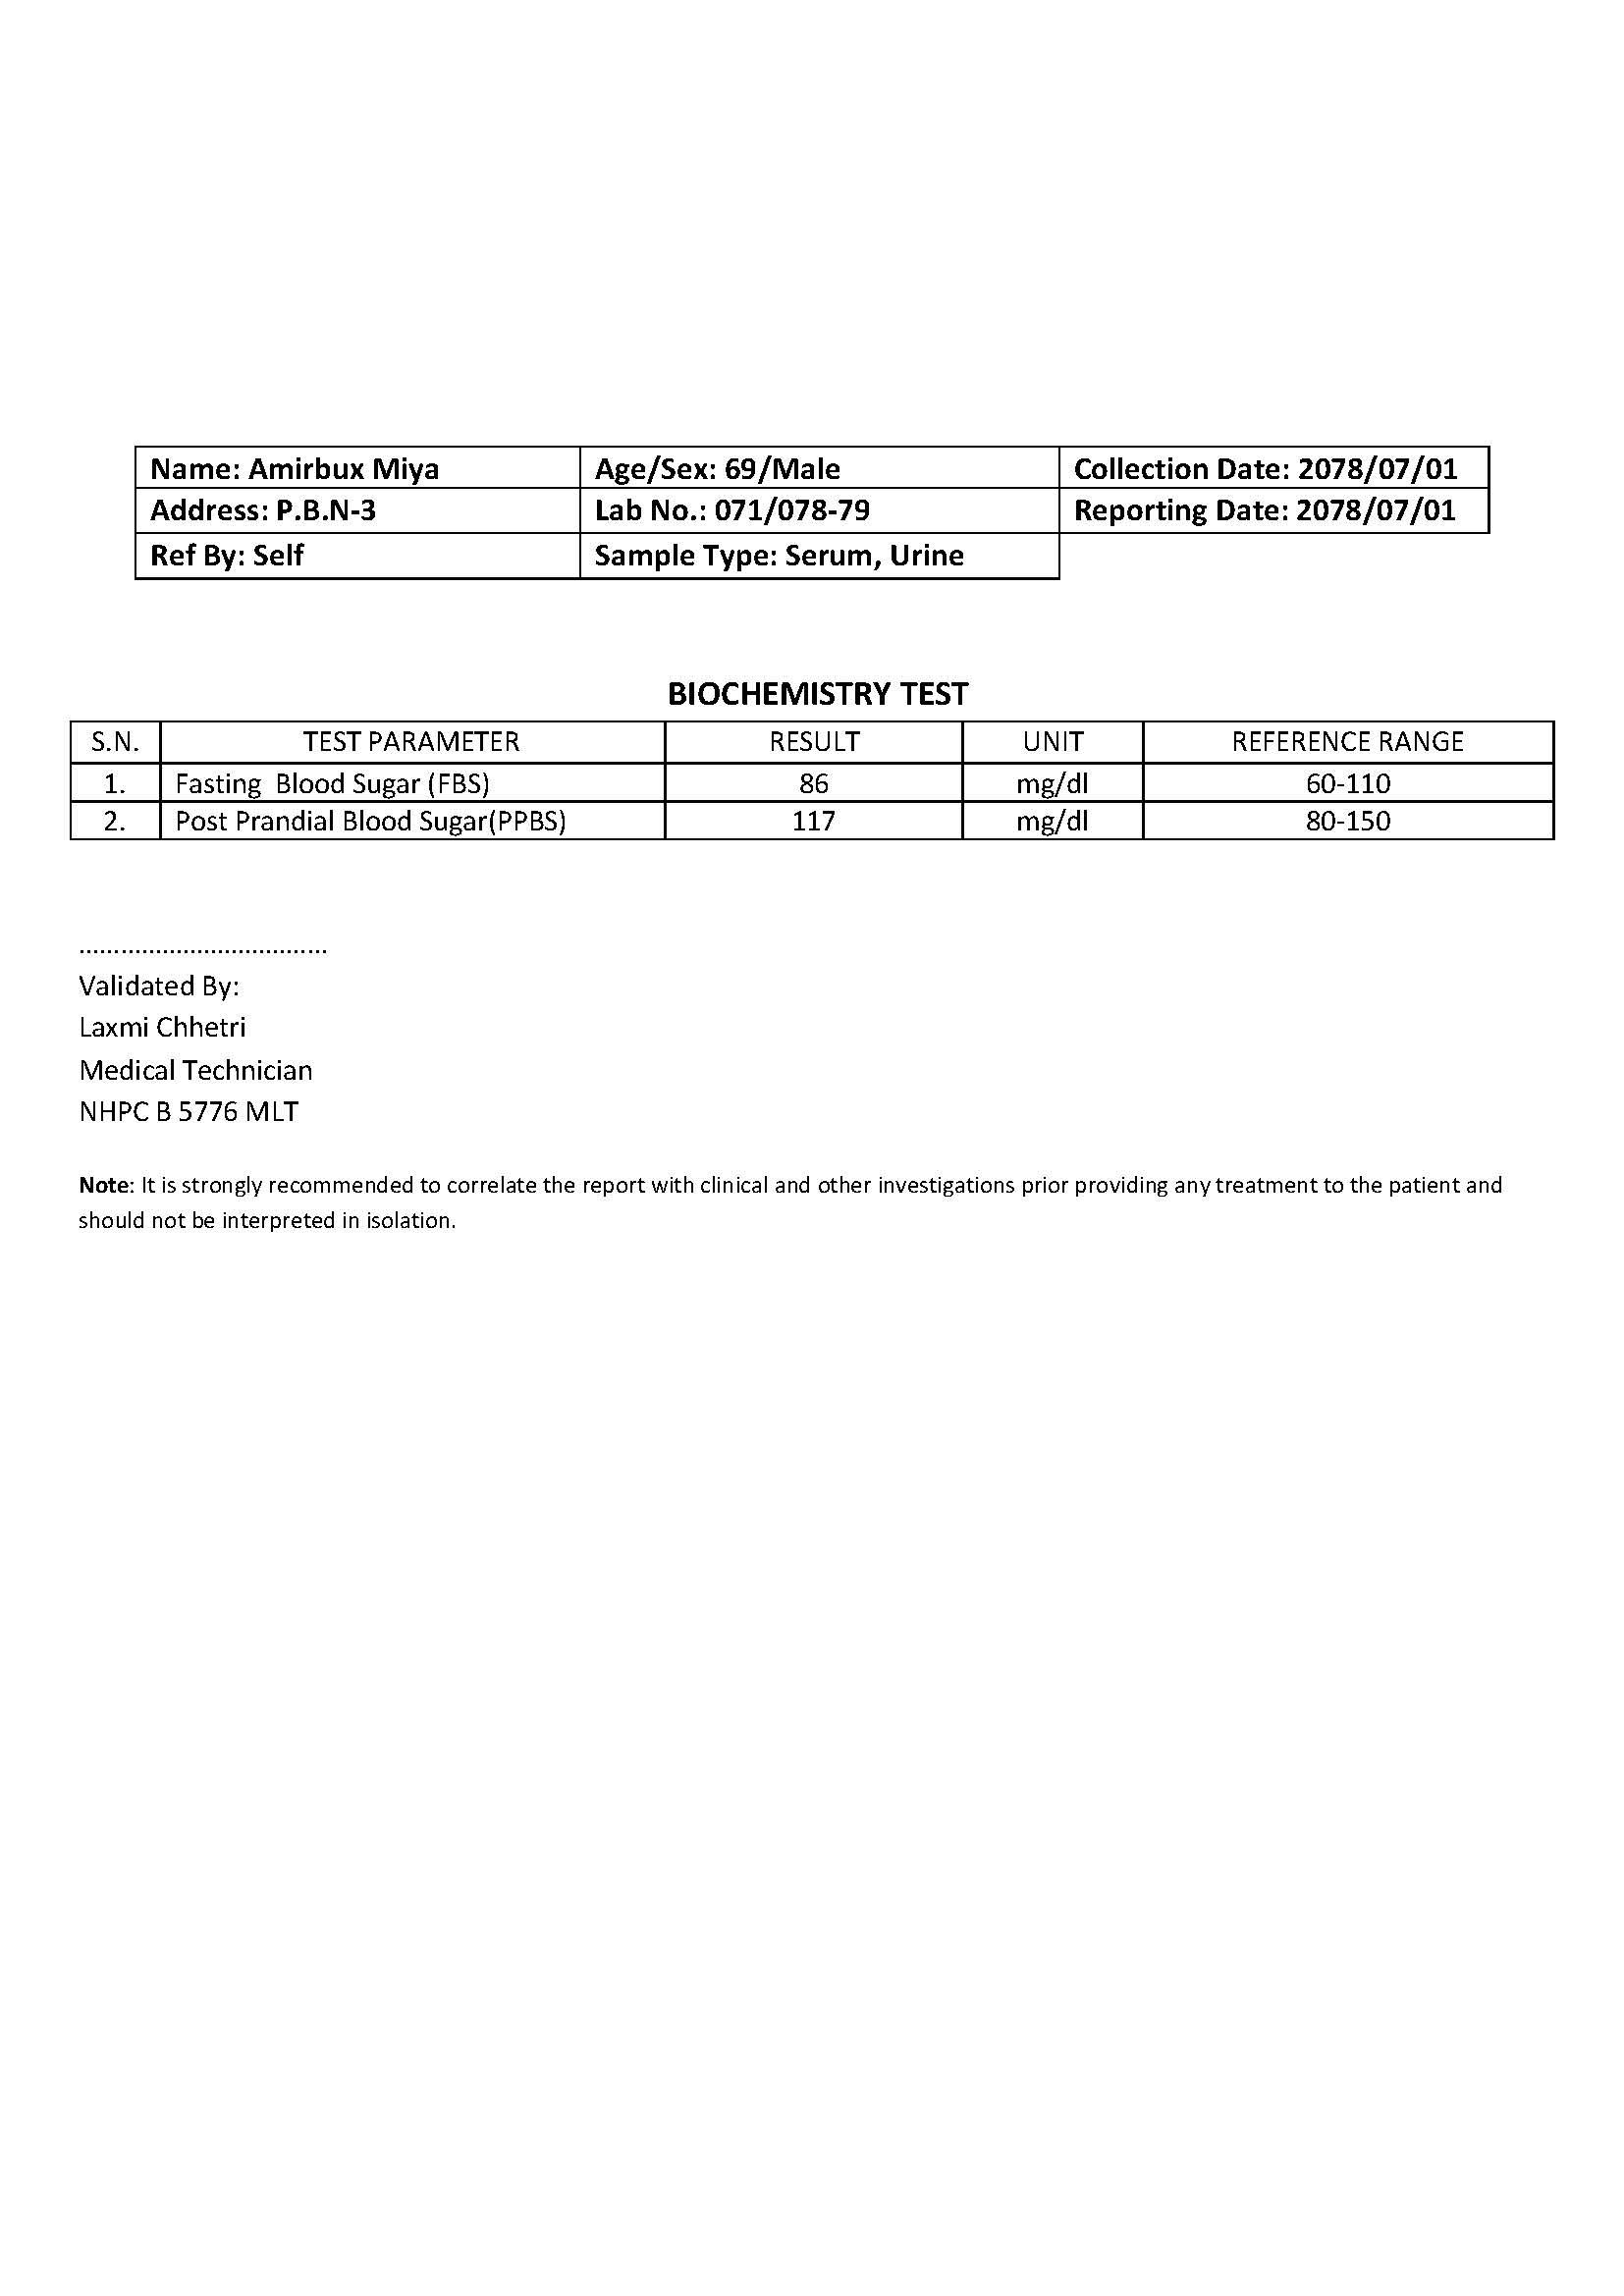 Name: Amirbux Miya Age/Sex: 69/Male Collection Date: 2078/07/01
Address: P.B.N-3 Lab No.: 071/078-79 Reporting Date: 2078/07/01
Ref By: Self Sample Type: Serum, Urine
BIOCHEMISTRY TEST
S.N. TEST PARAMETER RESULT UNIT REFERENCE RANGE
1. Fasting  Blood Sugar (FBS) 86 mg/dl 60-110
2. Post Prandial Blood Sugar(PPBS) 117 mg/dl 80-150
....................................
Validated By:
Laxmi Chhetri
Medical Technician
NHPC B 5776 MLT
Note: It is strongly recommended to correlate the report with clinical and other investigations prior providing any treatment to the patient and
should not be interpreted in isolation.